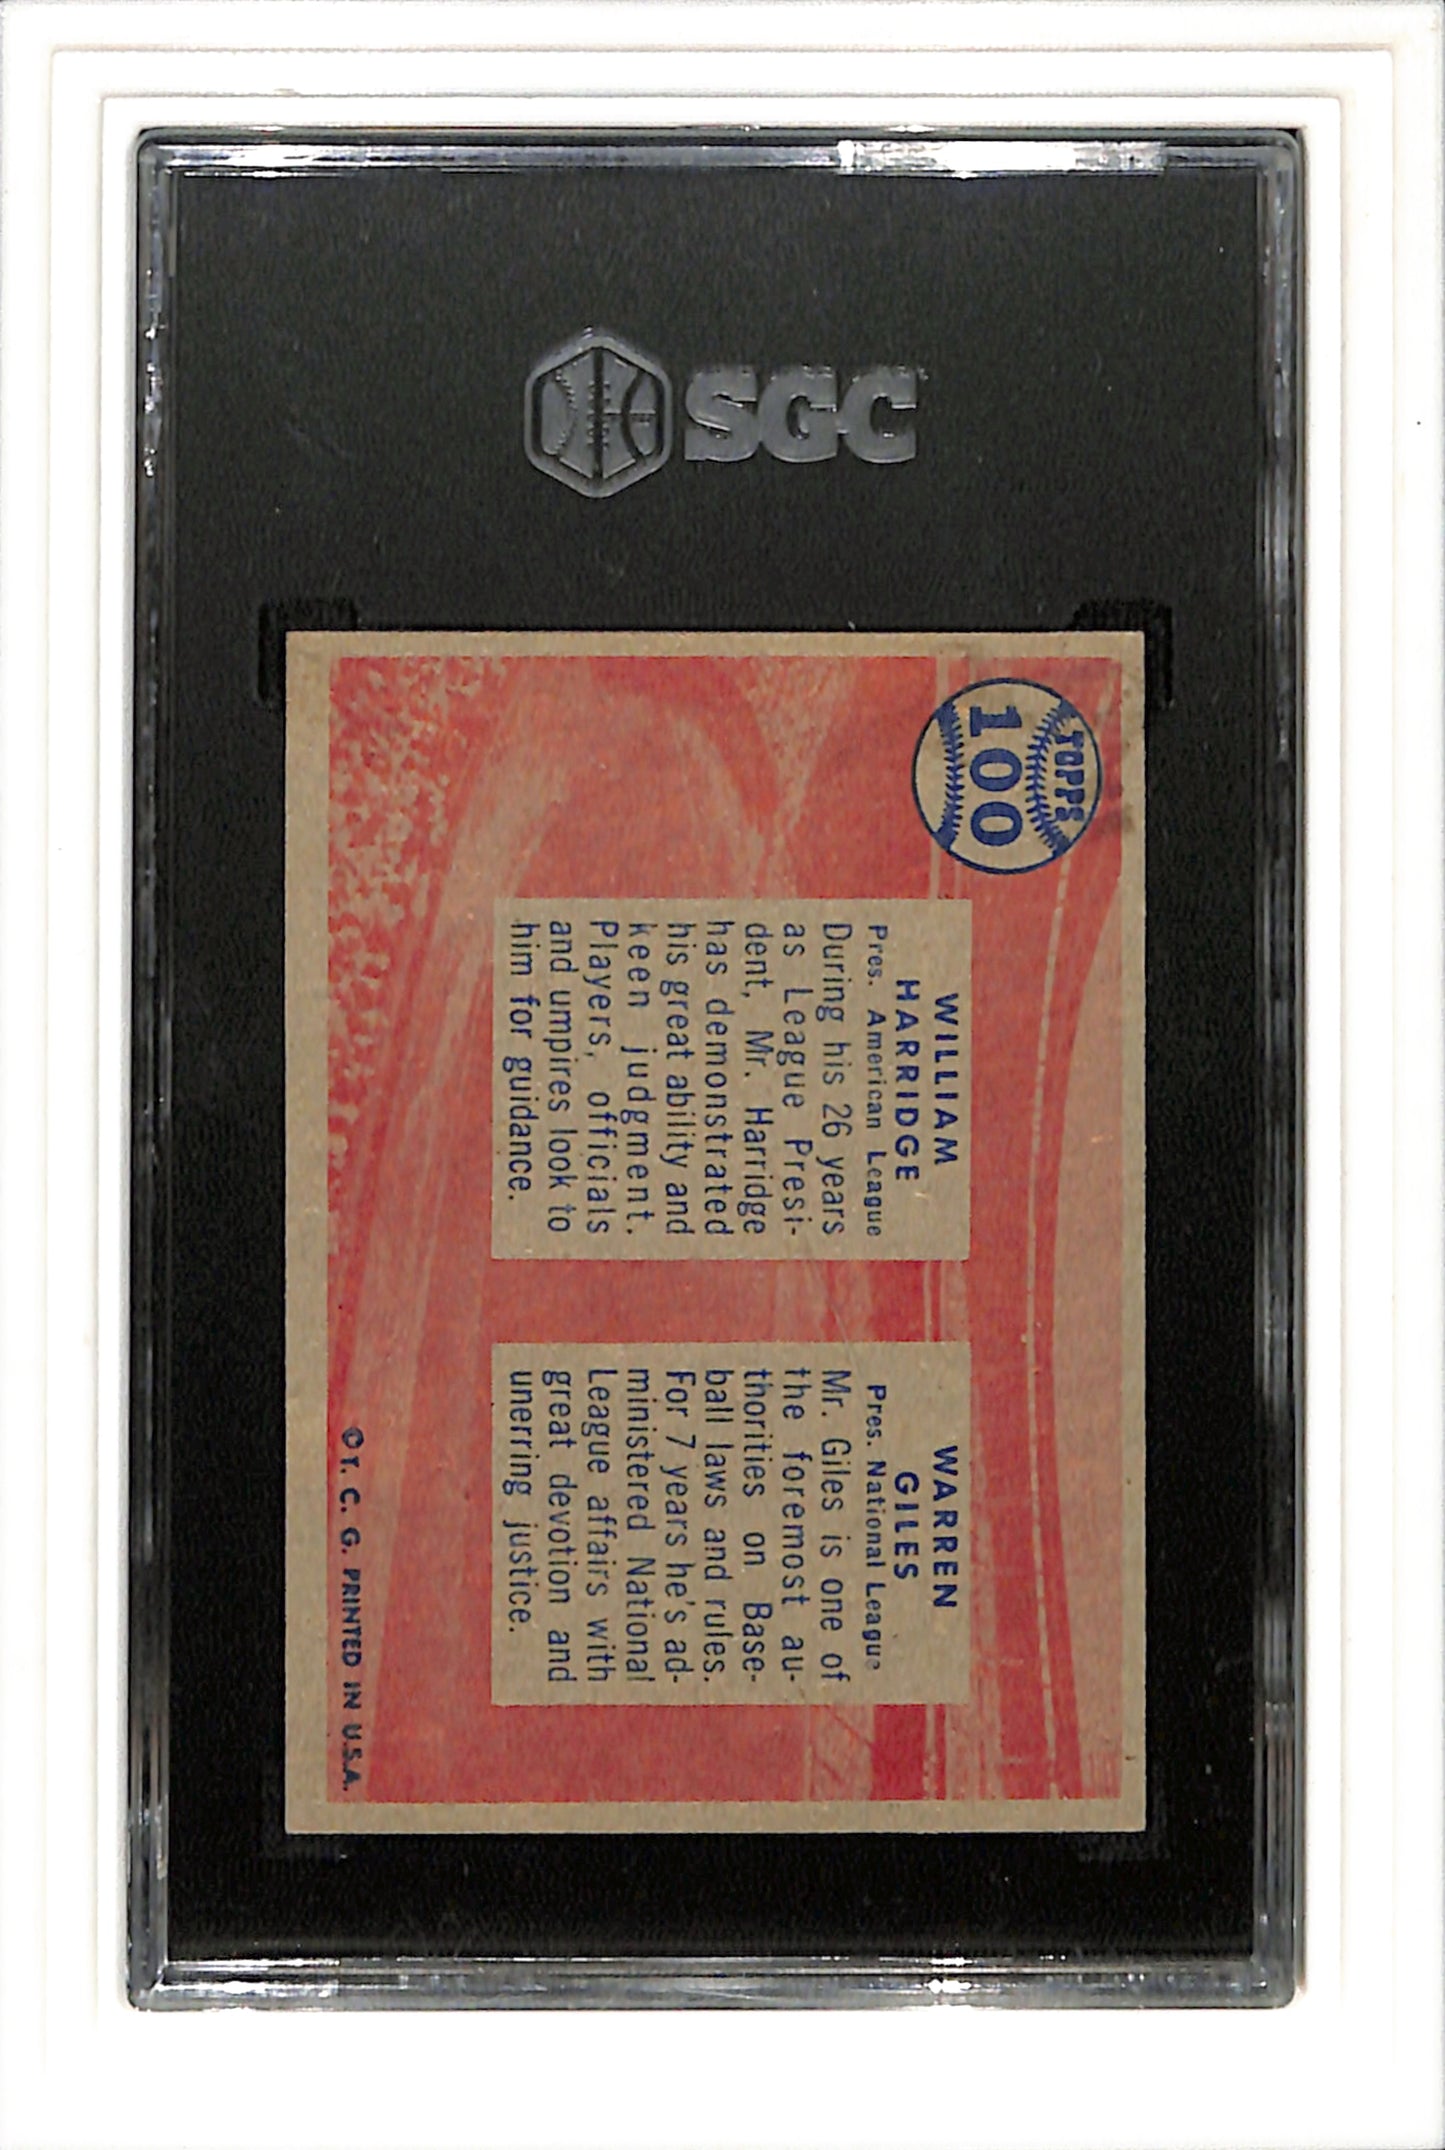 SGC
TOPPS
100
WILLIAM
HARRIDGE
Pres. American League
During his 26 years
as League Presi-
dent, Mr. Harridge
has demonstrated
his great ability and
keen judgment.
Players, officials
and umpires look to
him for guidance.
WARREN
GILES
Pres. National League
Mr. Giles is one of
the foremost au-
thorities on Base-
ball laws and rules.
For 7 years he's ad-
ministered National
League affairs with
great devotion and
unerring justice.
© T. C. G. PRINTED IN U.S.A.